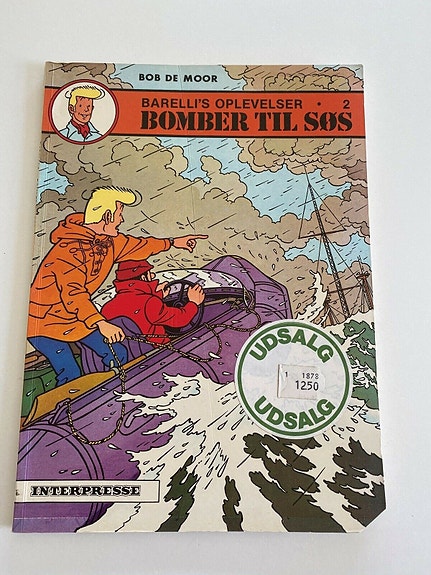 BOB DE MOOR
BARELLI'S OPLEVELSER • 2
BOMBER TIL SØS
UDSALG
1 1878
1250
UDSALG
INTERPRESSE